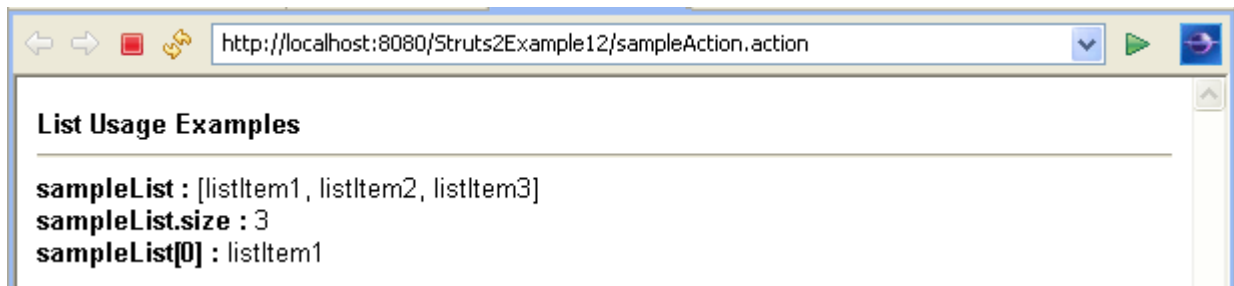 http://localhost:8080/Struts2Example12/sampleAction.action
List Usage Examples
sampleList : [listItem1, listItem2, listItem3]
sampleList.size : 3
sampleList[0] : listItem1